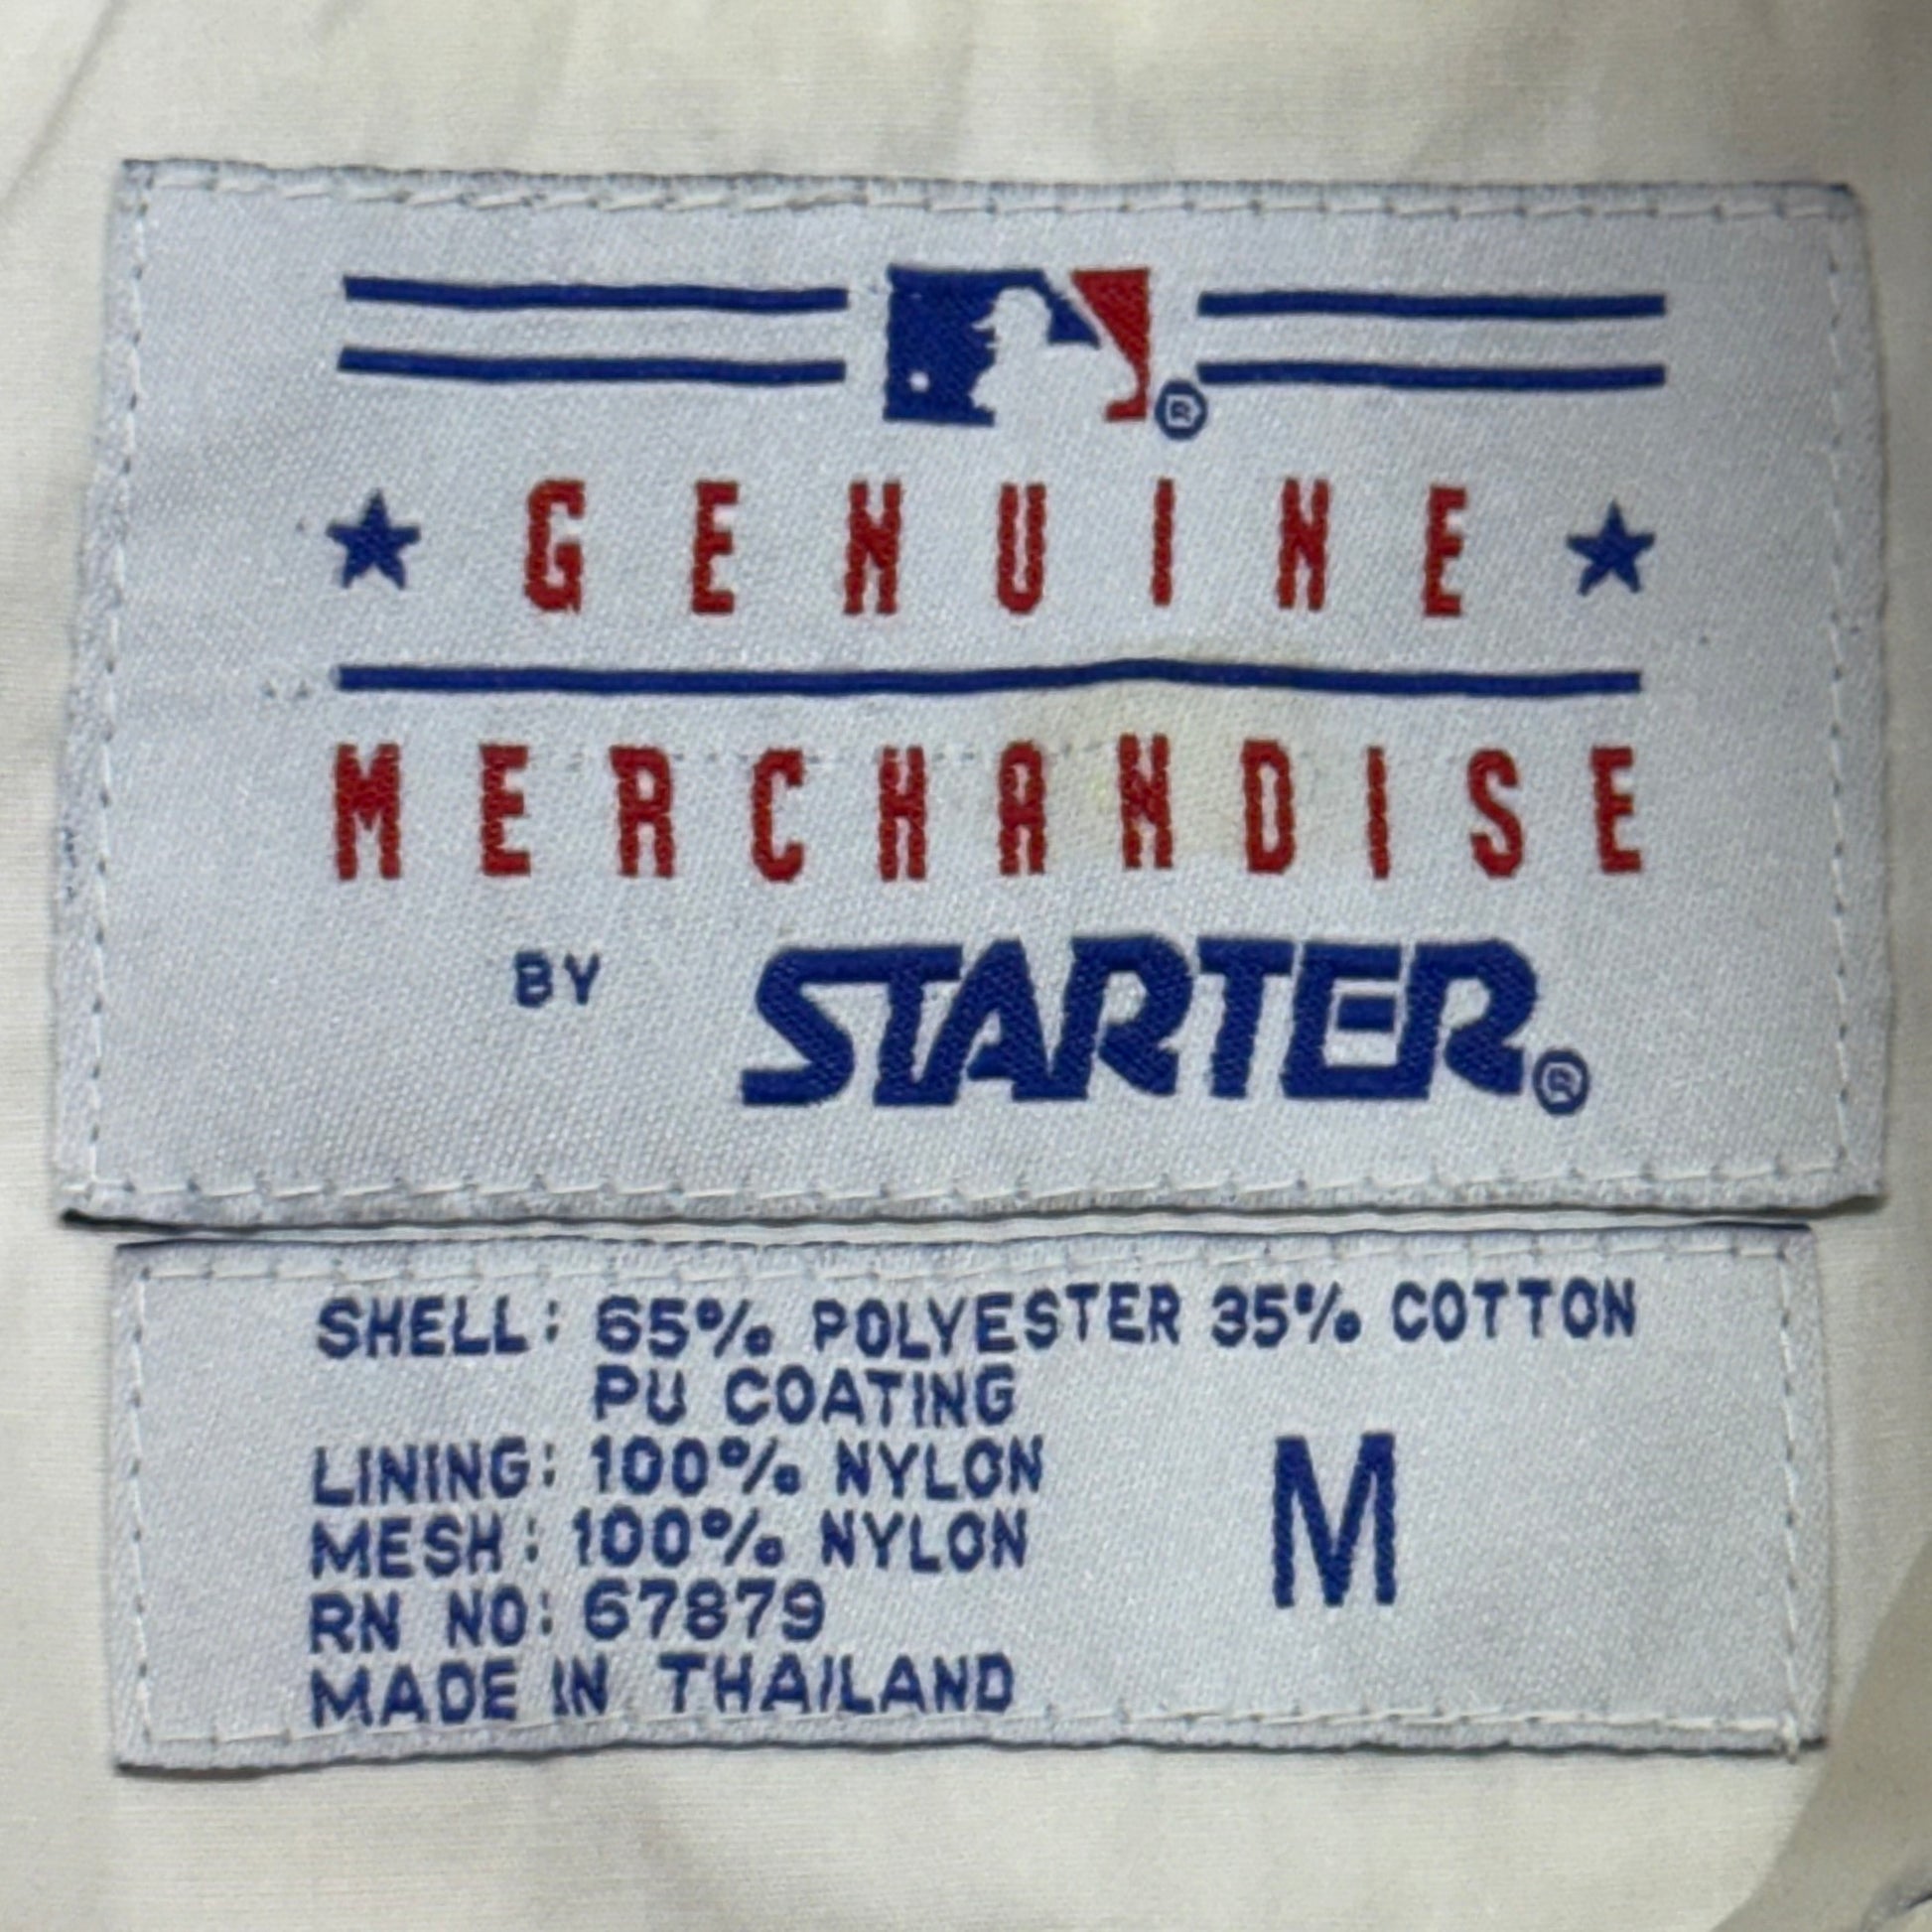 ®
GENUINE
MERCHANDISE
BY STARTER®
SHELL: 65% POLYESTER 35% COTTON
PU COATING
LINING: 100% NYLON
MESH: 100% NYLON
RN NO: 67879
MADE IN THAILAND
M